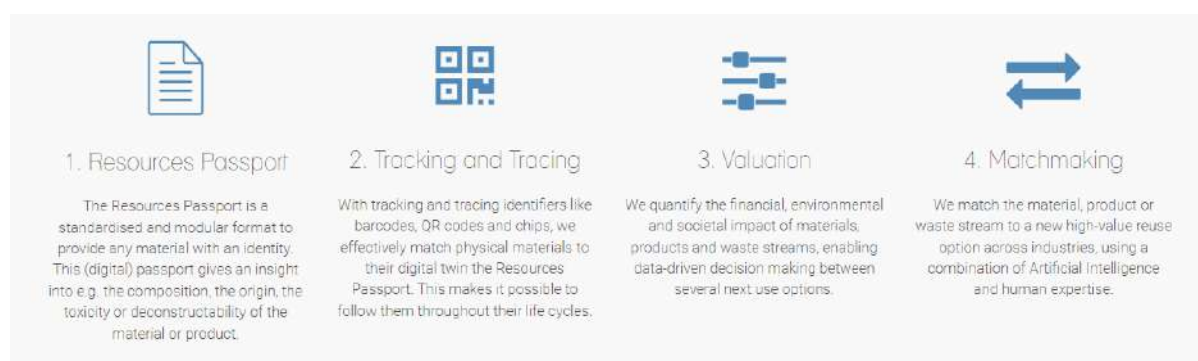 1. Resources Passport
The Resources Passport is a
standardised and modular format to
provide any material with an identity.
This (digital) passport gives an insight
into e.g. the composition, the origin, the
toxicity or deconstructability of the
material or product.
2. Tracking and Tracing
With tracking and tracing identifiers like
barcodes, QR codes and chips, we
effectively match physical materials to
their digital twin the Resources
Passport. This makes it possible to
follow them throughout their life cycles.
3. Valuation
We quantify the financial, environmental
and societal impact of materials,
products and waste streams, enabling
data-driven decision making between
several next use options.
4. Matchmaking
We match the material, product or
waste stream to a new high-value reuse
option across industries, using a
combination of Artificial Intelligence
and human expertise.